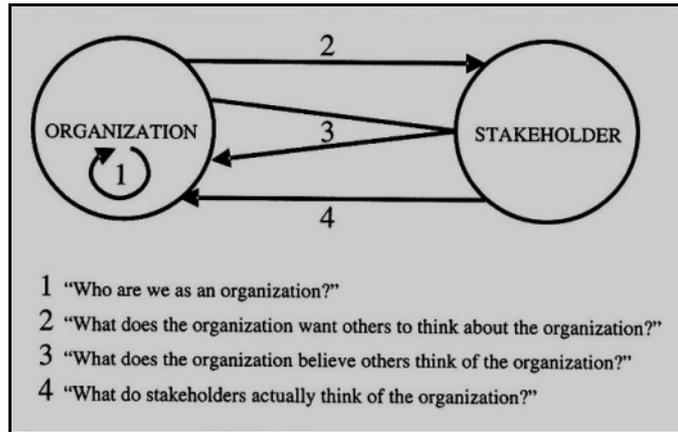 2
ORGANIZATION
STAKEHOLDER
3
1
4
1 “Who are we as an organization?”
2 “What does the organization want others to think about the organization?”
3 “What does the organization believe others think of the organization?”
4 “What do stakeholders actually think of the organization?”